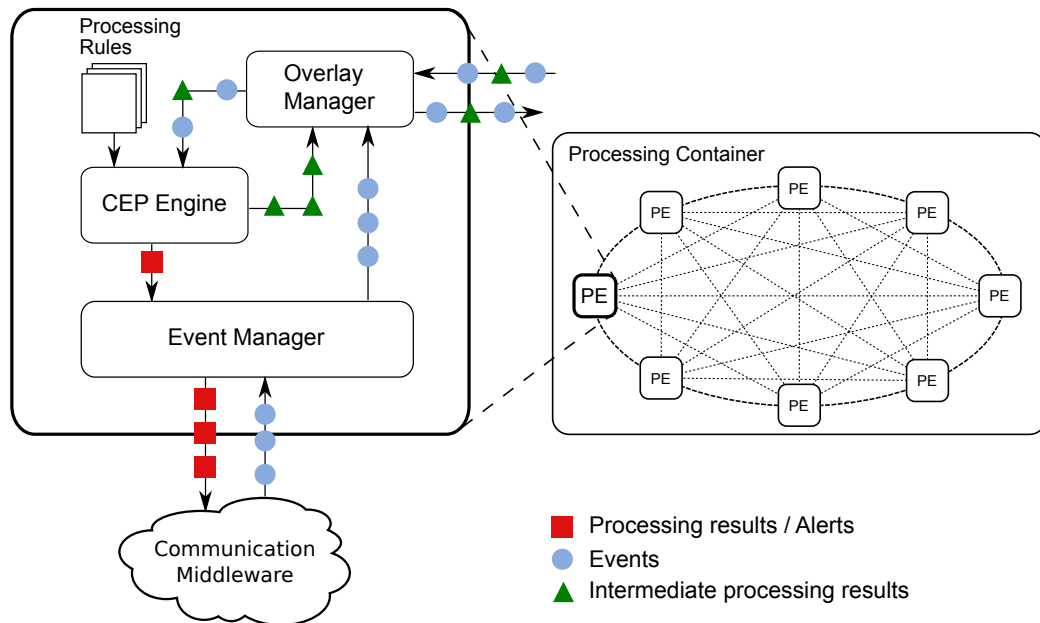 Processing
Rules
Overlay
Manager
CEP Engine
Event Manager
Communication
Middleware
Processing Container
PE
PE
PE
PE
PE
PE
PE
PE
Processing results / Alerts
Events
Intermediate processing results